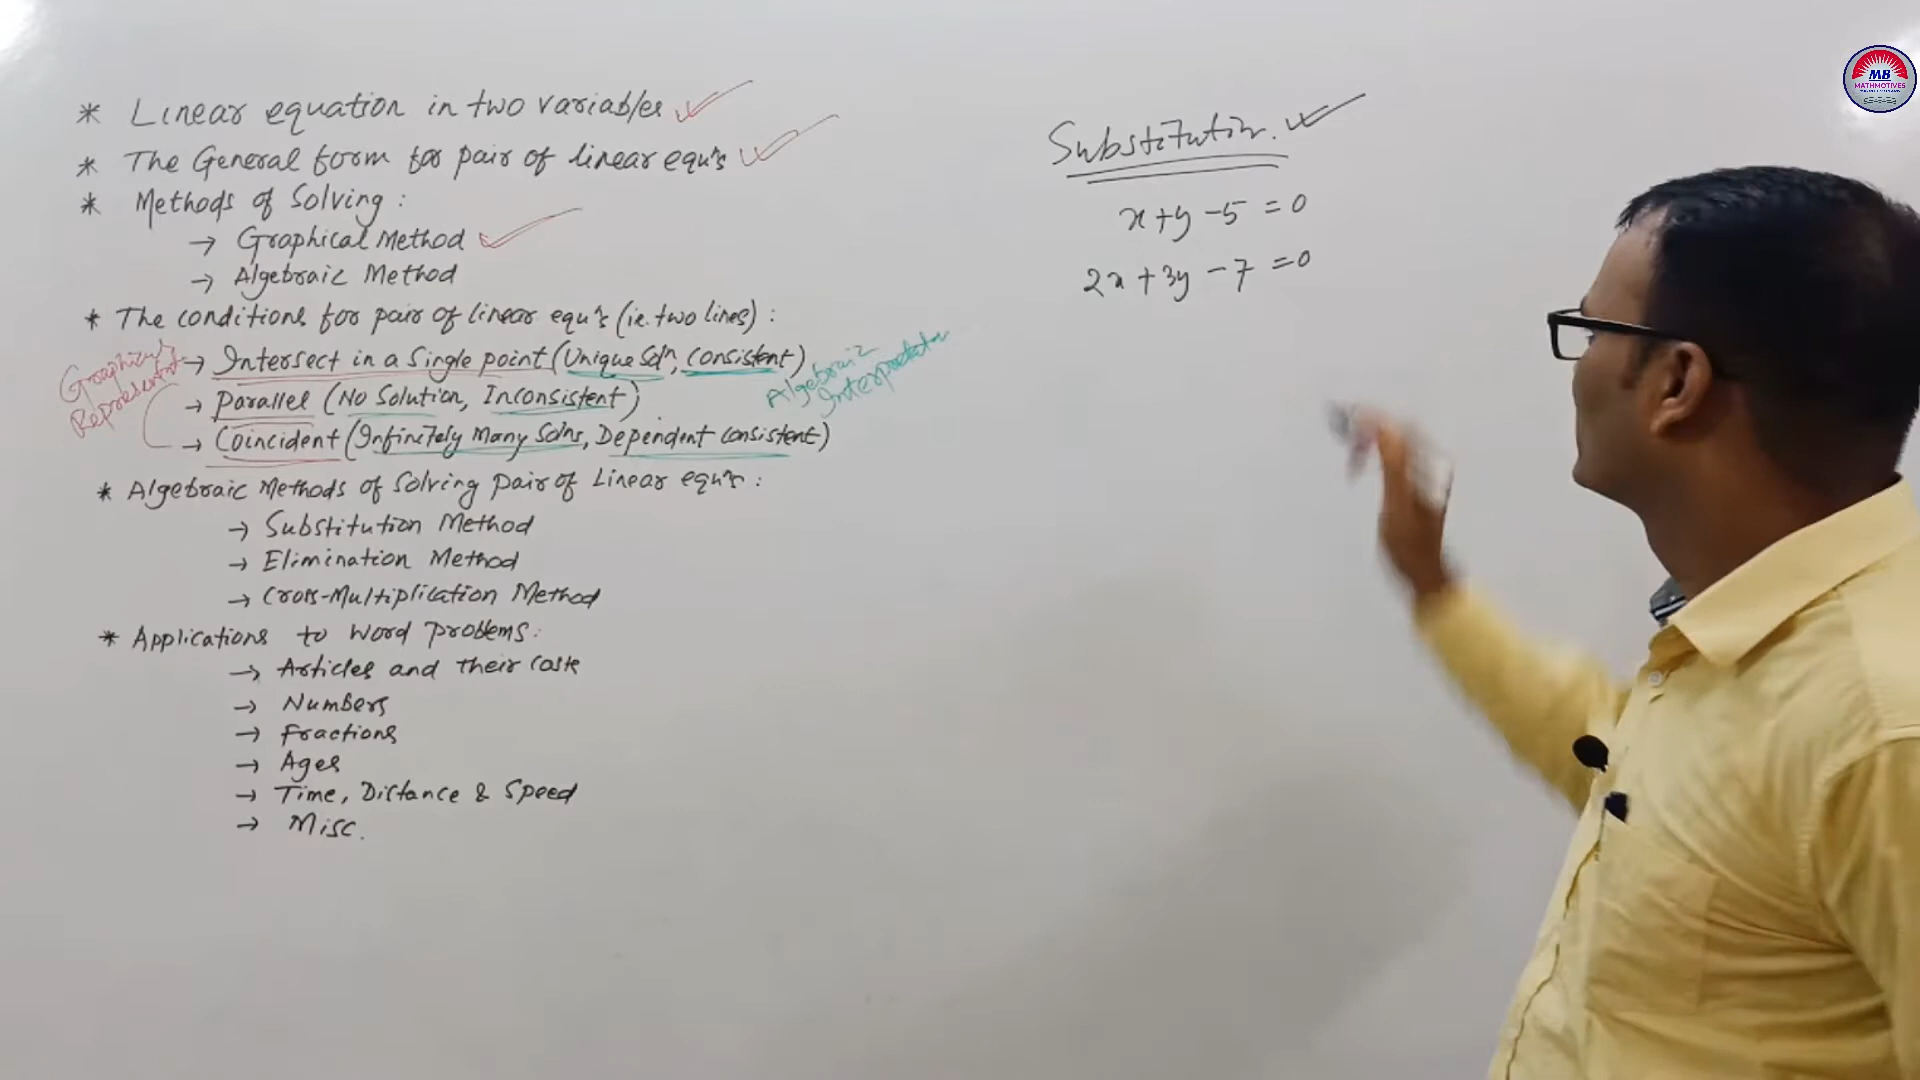 * Linear equation in two variables
* The General form for pair of linear equ's
* Methods of Solving :
→ Graphical Method
→ Algebraic Method
* The conditions for pair of linear equ's (ie. two lines) :
→ Intersect in a Single point (Unique Soln, Consistent)
→ Parallel (No Solution, Inconsistent)
→ Coincident (Infinitely Many Solns, Dependent Consistent)
Algebraic
* Algebraic Methods of Solving pair of Linear equ's :
→ Substitution Method
→ Elimination Method
→ Cross-Multiplication Method
* Applications to Word problems :
→ Articles and their Costs
→ Numbers
→ Fractions
→ Ages
→ Time, Distance & Speed
→ Misc.
Substitution.
x + y - 5 = 0
2x + 3y - 7 = 0
MB
MATHMOTIVES